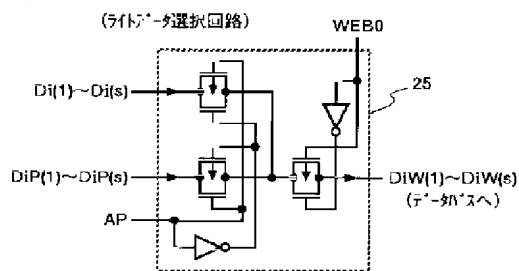 (ﾗｲﾄﾃﾞｰﾀ選択回路)
WEB0
25
Di(1)~Di(s)
DiP(1)~DiP(s)
DiW(1)~DiW(s)
(ﾃﾞｰﾀﾊﾞｽへ)
AP